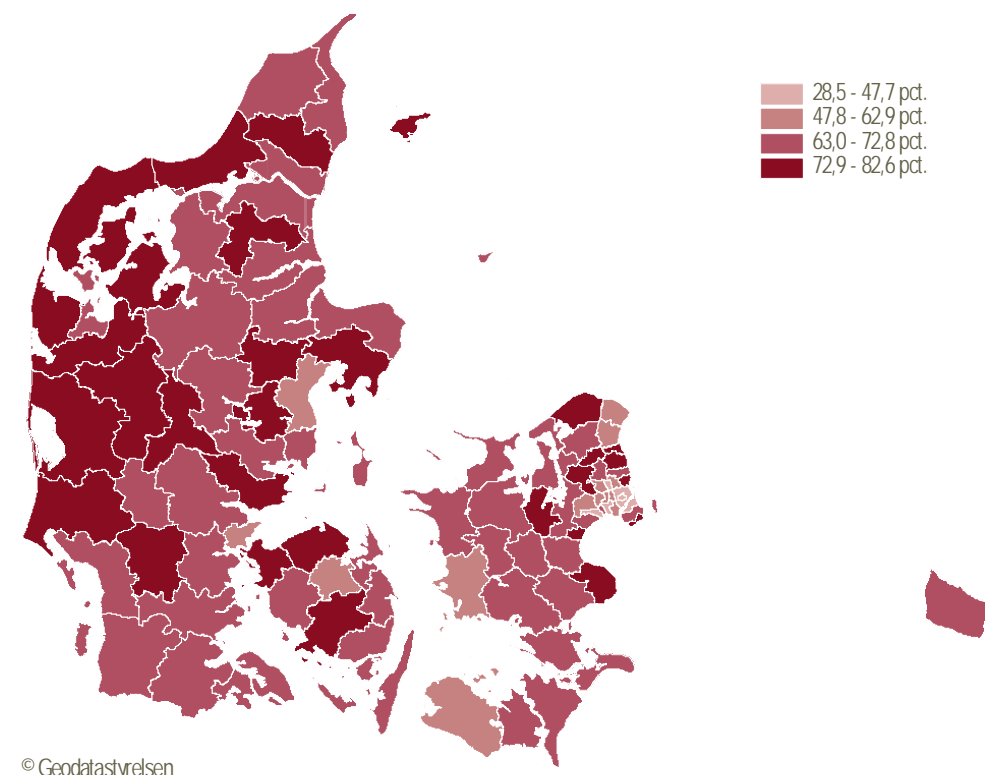 28,5 - 47,7 pct.
47,8 - 62,9 pct.
63,0 - 72,8 pct.
72,9 - 82,6 pct.
© Geodatastyrelsen